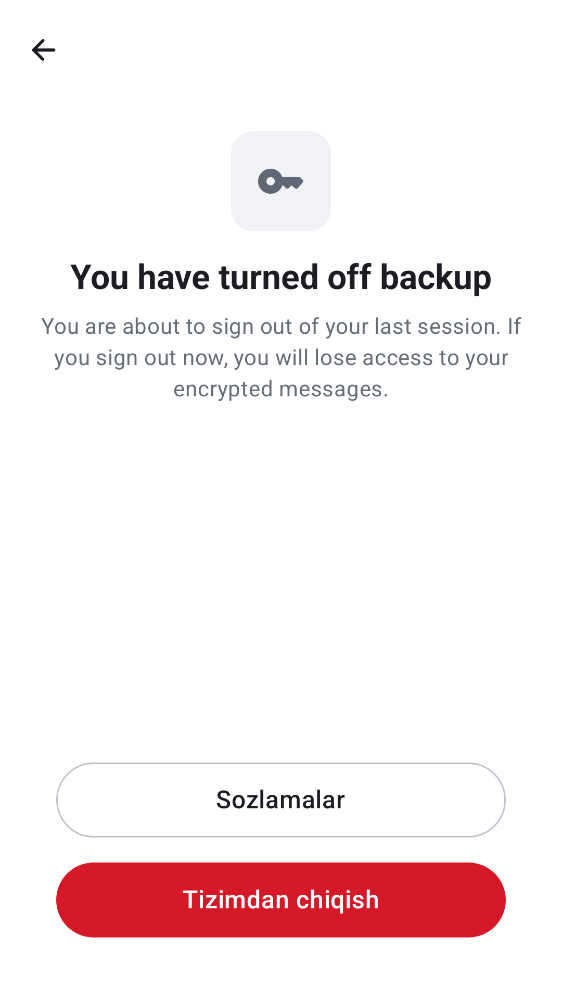 You have turned off backup
You are about to sign out of your last session. If
you sign out now, you will lose access to your
encrypted messages.
Sozlamalar
Tizimdan chiqish